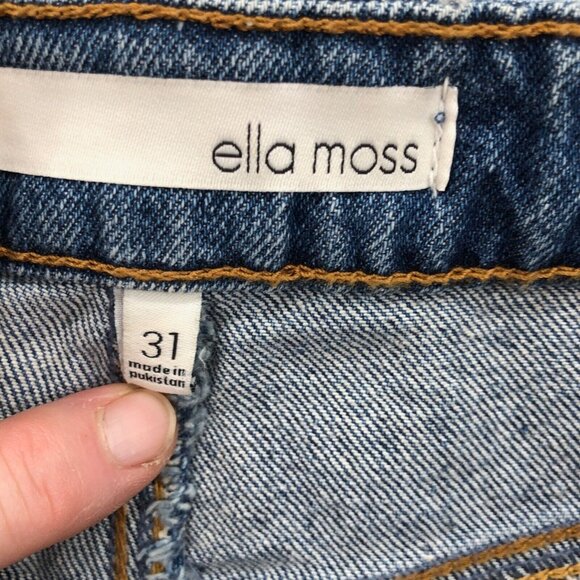 ella moss
31
made in
pakistan